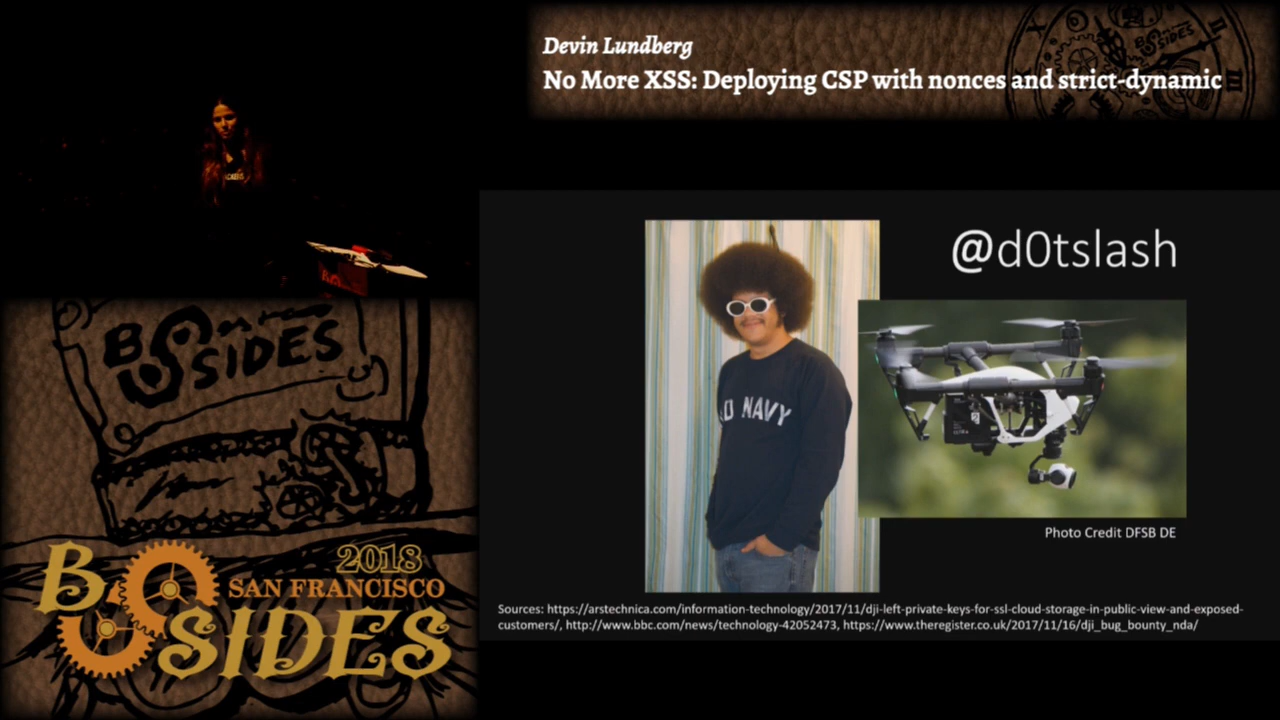 Devin Lundberg
No More XSS: Deploying CSP with nonces and strict-dynamic
BSIDES
@d0tslash
D NAVY
Photo Credit DFSB DE
Sources: https://arstechnica.com/information-technology/2017/11/dji-left-private-keys-for-ssl-cloud-storage-in-public-view-and-exposed-
customers/, http://www.bbc.com/news/technology-42052473, https://www.theregister.co.uk/2017/11/16/dji_bug_bounty_nda/
BSIDES
2018
SAN FRANCISCO
BSIDES